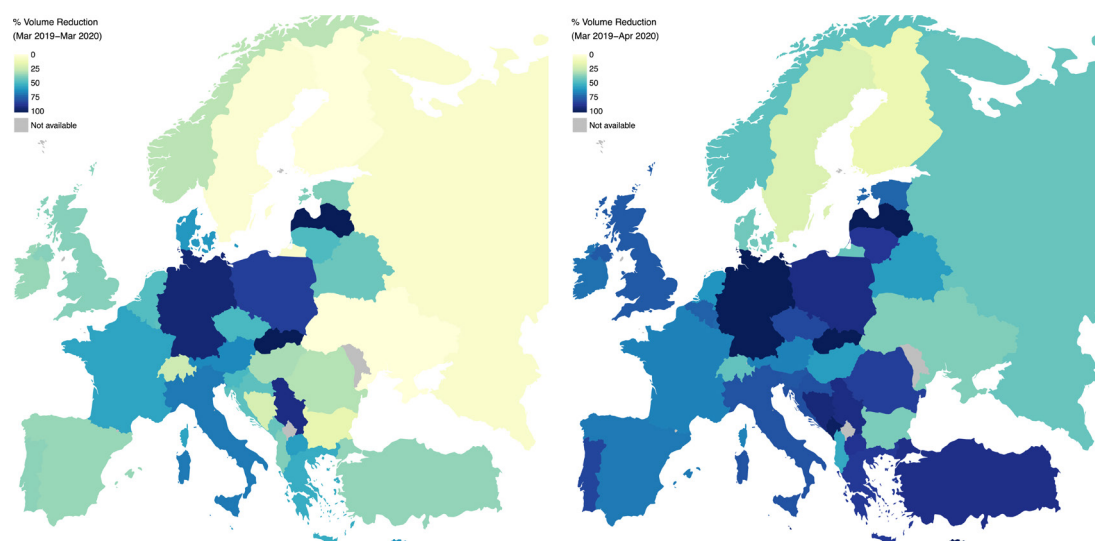 % Volume Reduction
(Mar 2019–Mar 2020)
0
25
50
75
100
Not available
% Volume Reduction
(Mar 2019–Apr 2020)
0
25
50
75
100
Not available